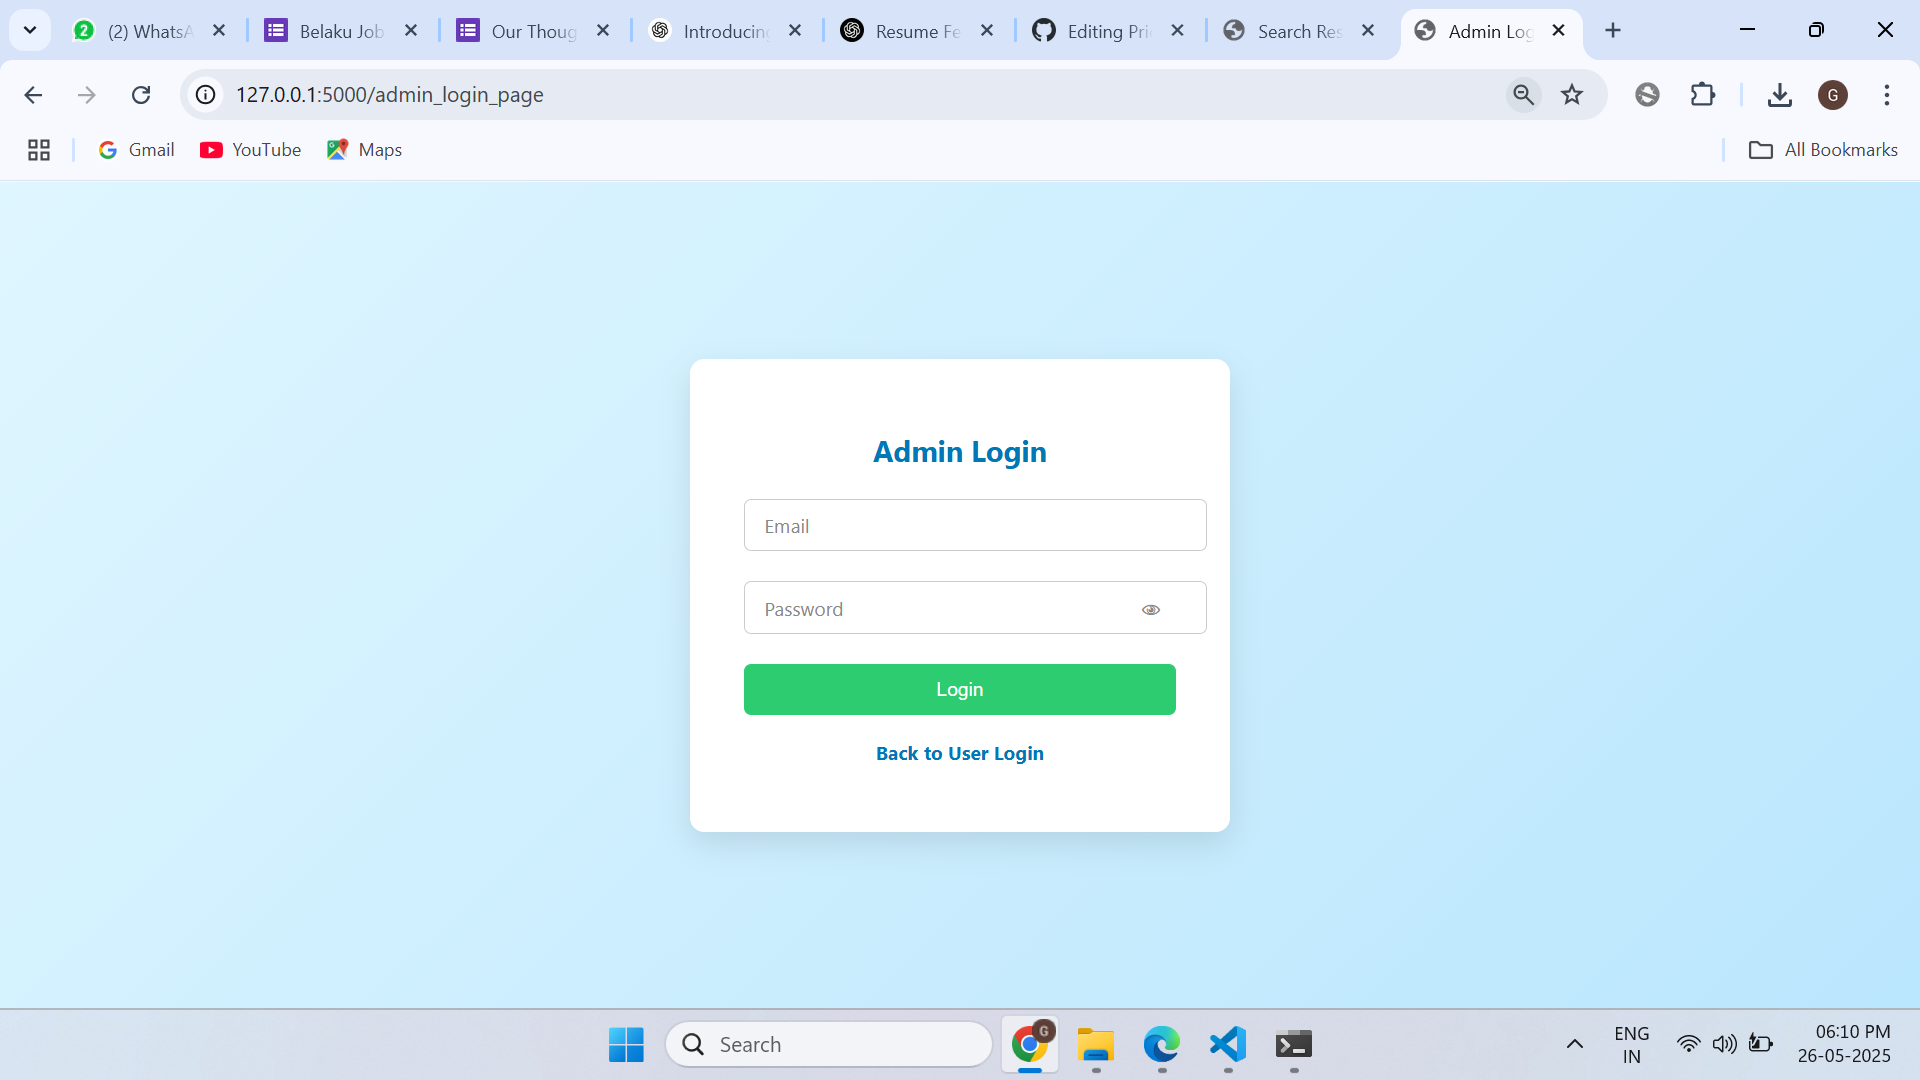 2 (2) WhatsA
Belaku Job
Our Thoug
Introducing
Resume Fe
Editing Pri
Search Res
Admin Log
127.0.0.1:5000/admin_login_page
G
Gmail
YouTube
Maps
All Bookmarks
Admin Login
Email
Password
Login
Back to User Login
Search
G
ENG
IN
06:10 PM
26-05-2025